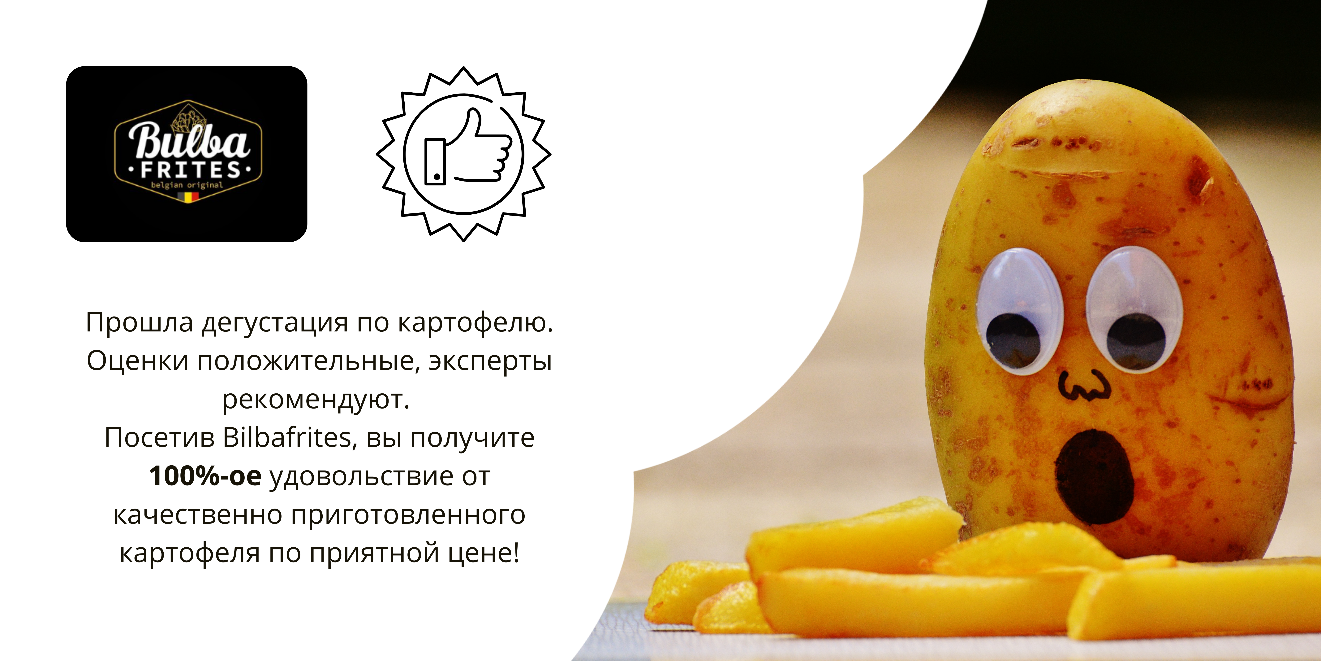 Bulba
·FRITES·
belgian original
Прошла дегустация по картофелю.
Оценки положительные, эксперты
рекомендуют.
Посетив Bilbafrites, вы получите
100%-ое удовольствие от
качественно приготовленного
картофеля по приятной цене!